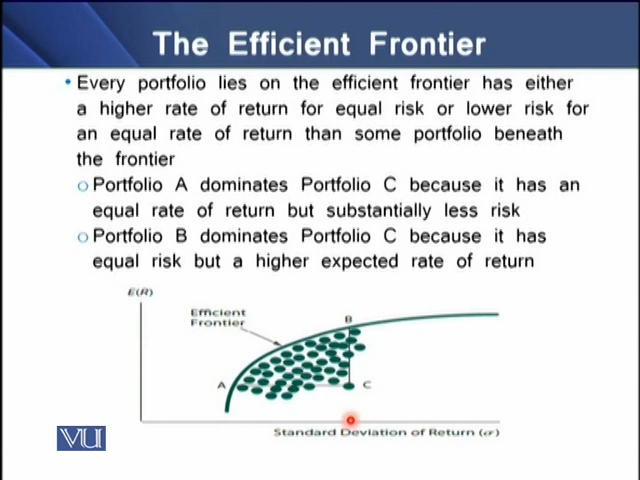 The Efficient Frontier
• Every portfolio lies on the efficient frontier has either
a higher rate of return for equal risk or lower risk for
an equal rate of return than some portfolio beneath
the frontier
○ Portfolio A dominates Portfolio C because it has an
equal rate of return but substantially less risk
○ Portfolio B dominates Portfolio C because it has
equal risk but a higher expected rate of return
E(R)
Efficient
Frontier
B
A
C
Standard Deviation of Return (σ)
VU